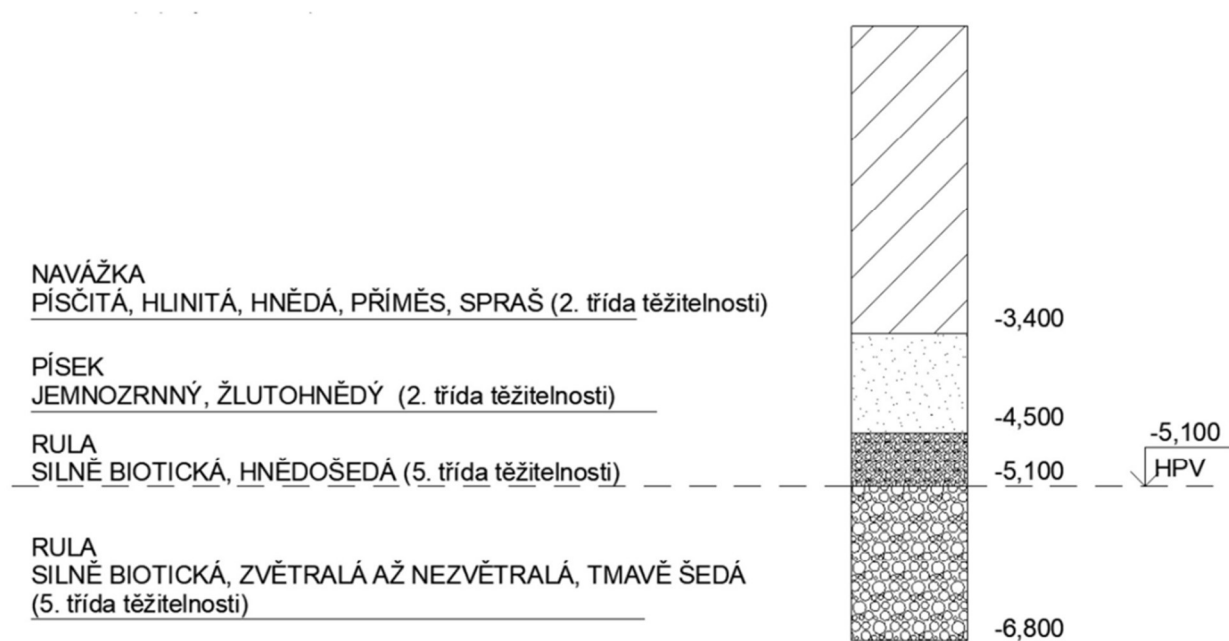 NAVÁŽKA
PÍSČITÁ, HLINITÁ, HNĚDÁ, PŘÍMĚS, SPRAŠ (2. třída těžitelnosti)
-3,400
PÍSEK
JEMNOZRNNÝ, ŽLUTOHNĚDÝ (2. třída těžitelnosti)
-4,500
RULA
SILNĚ BIOTICKÁ, HNĚDOŠEDÁ (5. třída těžitelnosti)
-5,100
-5,100
HPV
RULA
SILNĚ BIOTICKÁ, ZVĚTRALÁ AŽ NEZVĚTRALÁ, TMAVĚ ŠEDÁ
(5. třída těžitelnosti)
-6,800